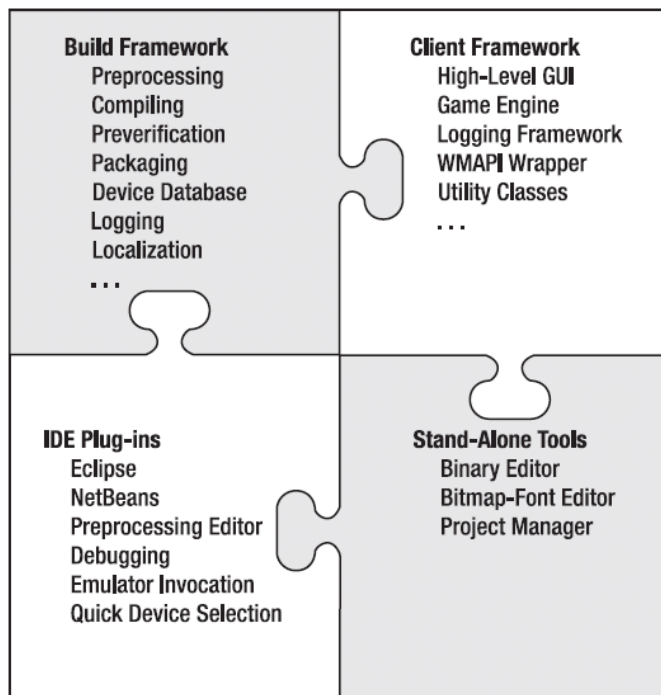 Build Framework
Preprocessing
Compiling
Preverification
Packaging
Device Database
Logging
Localization
...
Client Framework
High-Level GUI
Game Engine
Logging Framework
WMAPI Wrapper
Utility Classes
...
IDE Plug-ins
Eclipse
NetBeans
Preprocessing Editor
Debugging
Emulator Invocation
Quick Device Selection
Stand-Alone Tools
Binary Editor
Bitmap-Font Editor
Project Manager